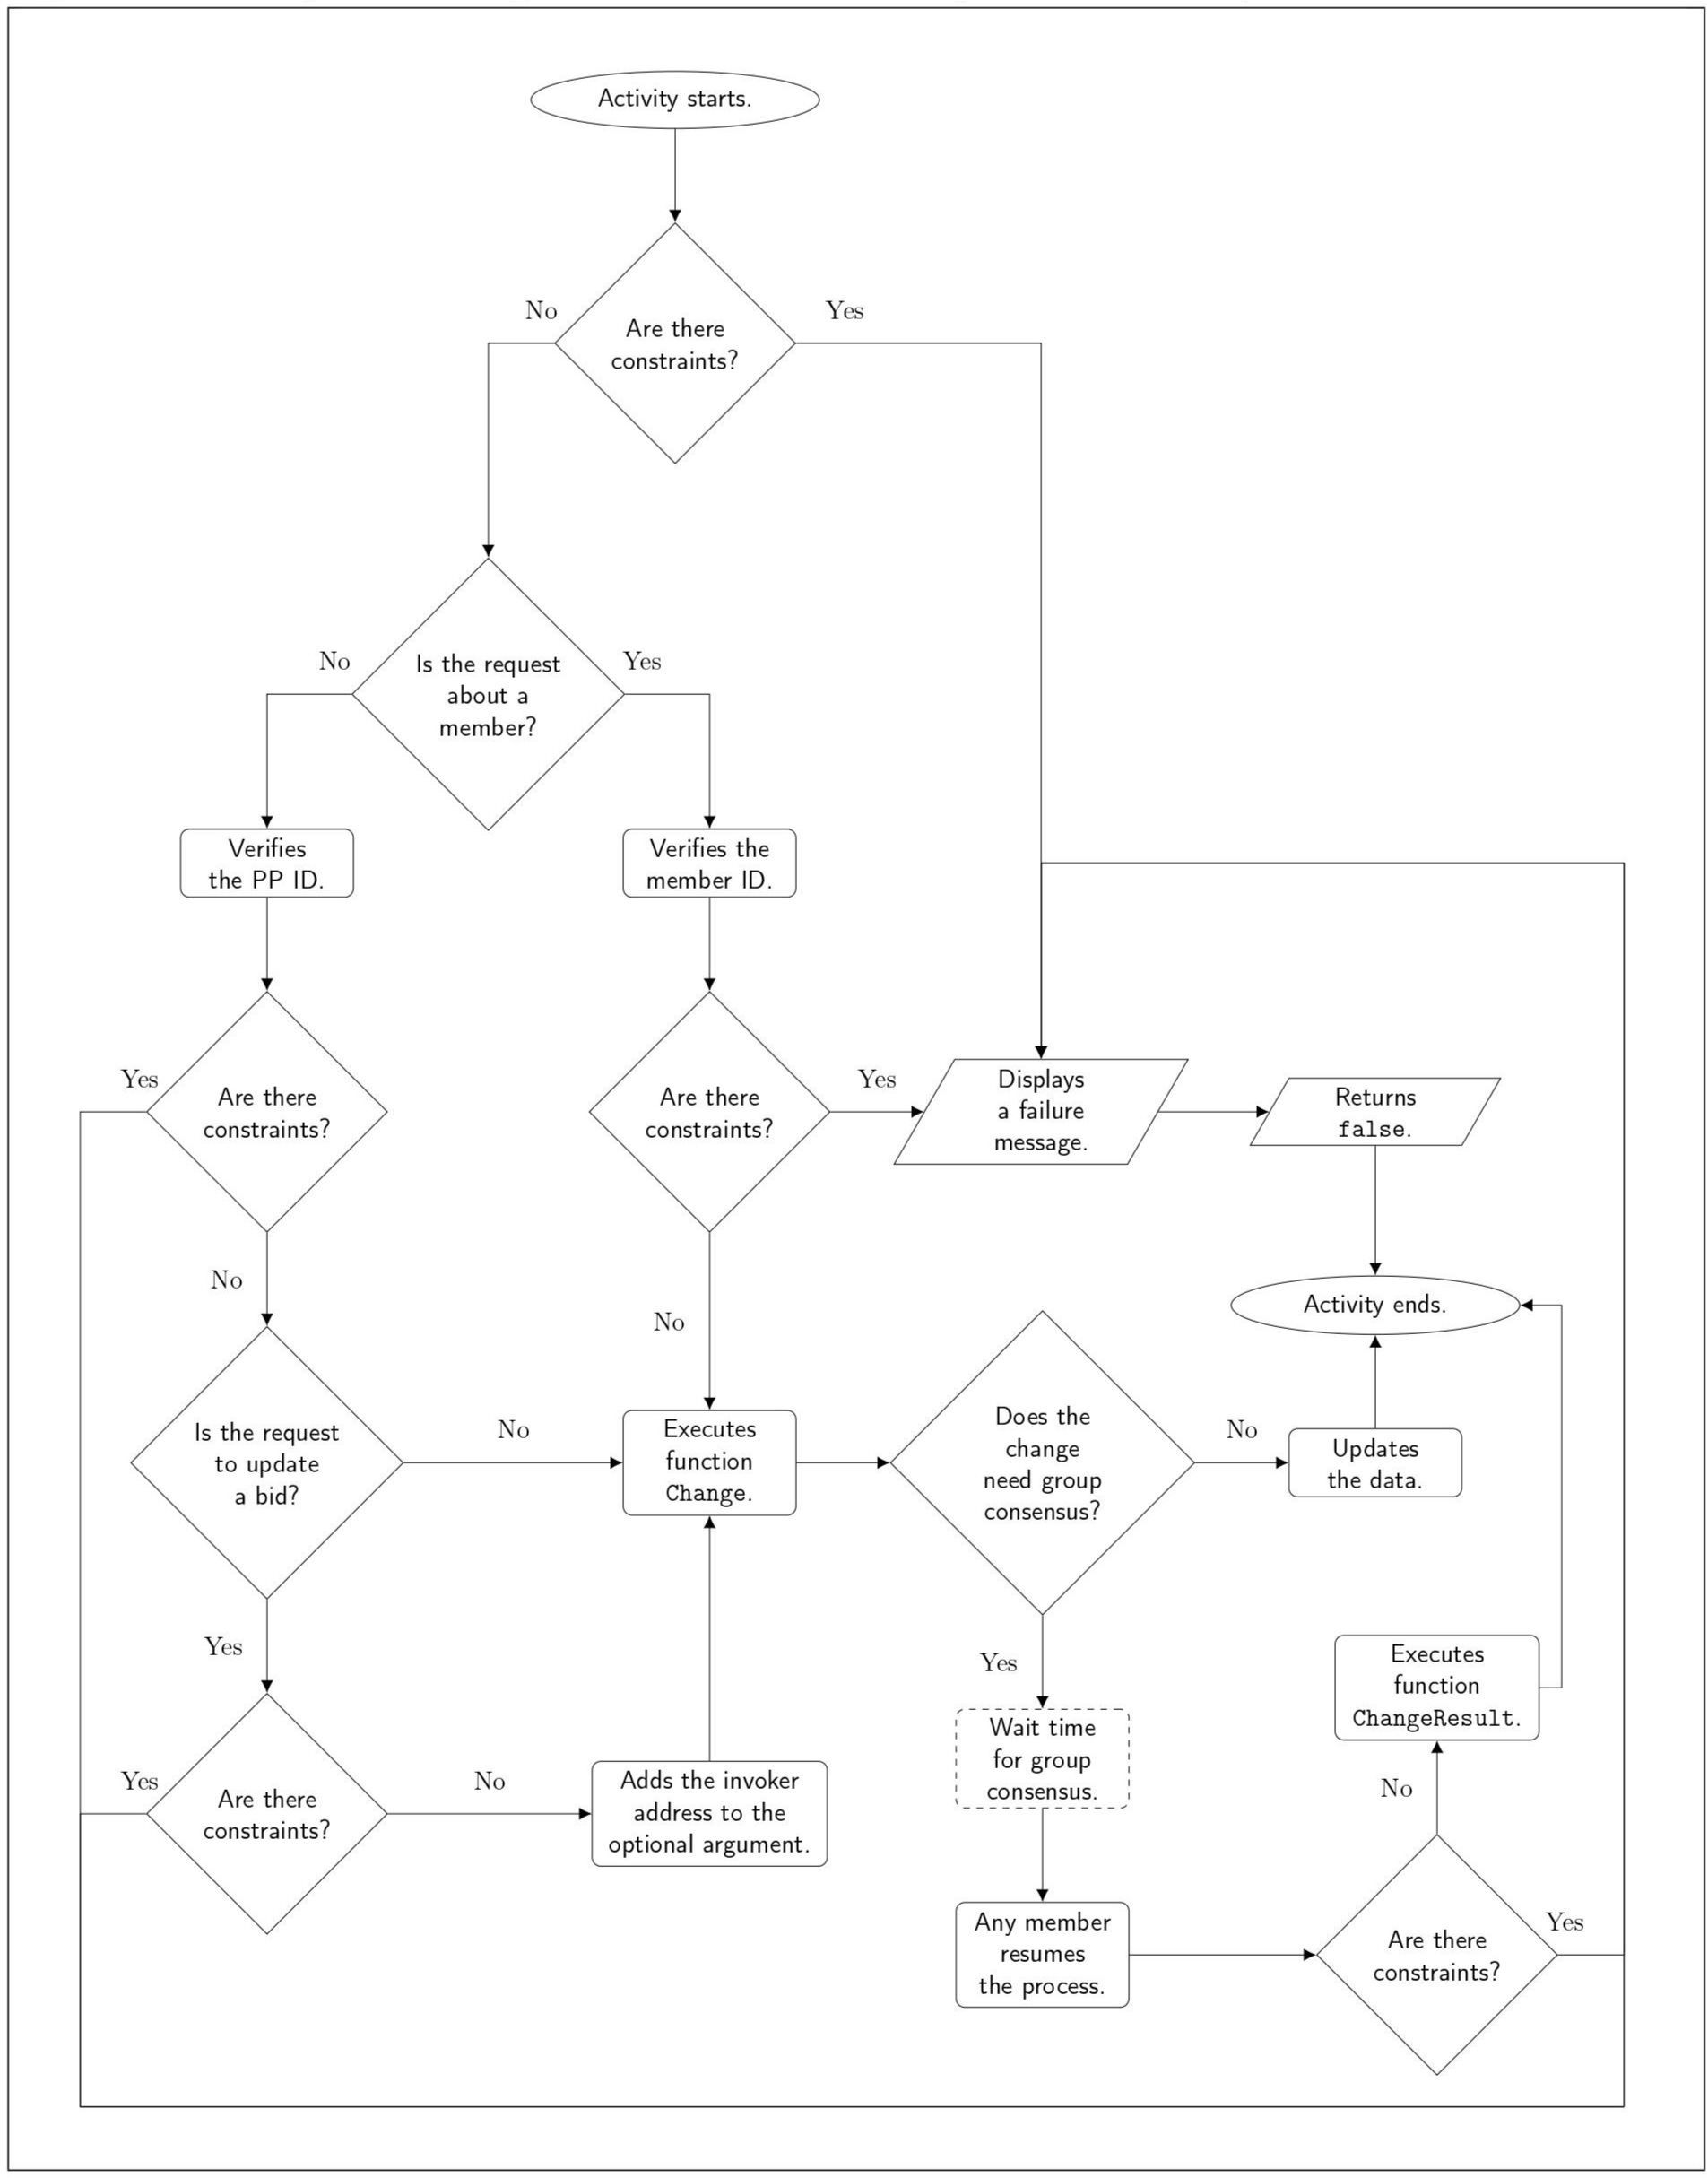 Activity starts.
No
Yes
Are there
constraints?
No
Yes
Is the request
about a
member?
Verifies
the PP ID.
Verifies the
member ID.
Yes
Are there
constraints?
Are there
constraints?
Yes
Displays
a failure
message.
Returns
false.
No
No
Activity ends.
Is the request
to update
a bid?
No
Executes
function
Change.
Does the
change
need group
consensus?
No
Updates
the data.
Yes
Yes
Wait time
for group
consensus.
Executes
function
ChangeResult.
Yes
Are there
constraints?
No
Adds the invoker
address to the
optional argument.
No
Any member
resumes
the process.
Are there
constraints?
Yes